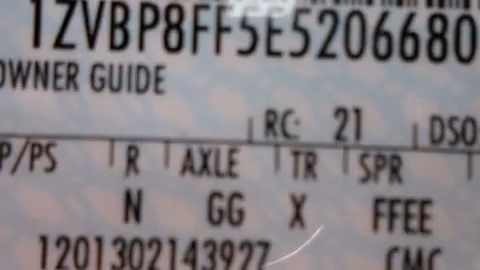 1ZVBP8FF5E5206680
OWNER GUIDE
RC: 21 DSO
P/PS R AXLE TR SPR
N GG X FFEE
1201302143927 CMC